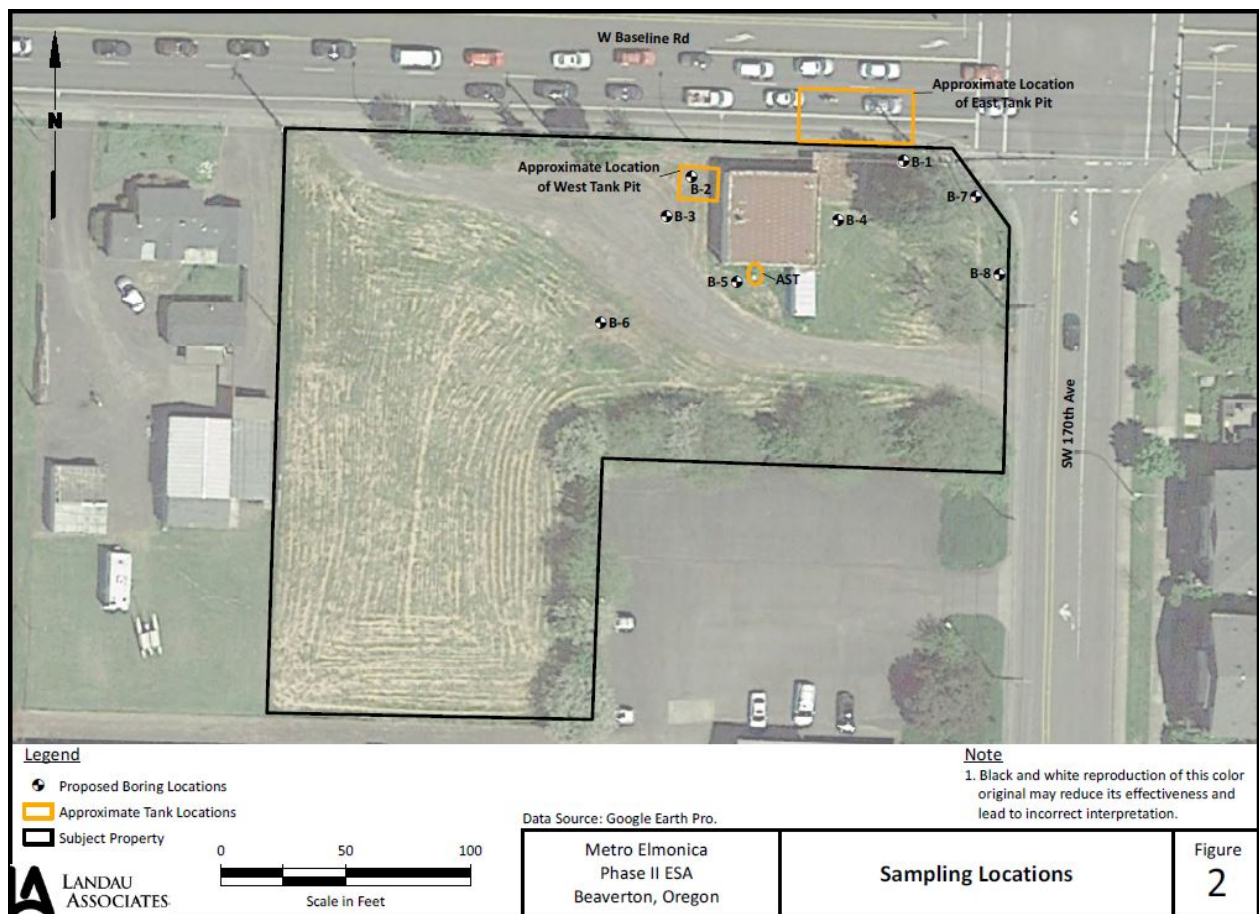 W Baseline Rd
Approximate Location
of East Tank Pit
N
Approximate Location
of West Tank Pit
B-1
B-2
B-7
B-3
B-4
B-8
B-5
AST
B-6
SW 170th Ave
Legend
Proposed Boring Locations
Approximate Tank Locations
Subject Property
0 50 100
Scale in Feet
LANDAU
ASSOCIATES
Note
1. Black and white reproduction of this color
original may reduce its effectiveness and
lead to incorrect interpretation.
Data Source: Google Earth Pro.
Metro Elmonica
Phase II ESA
Beaverton, Oregon
Sampling Locations
Figure
2